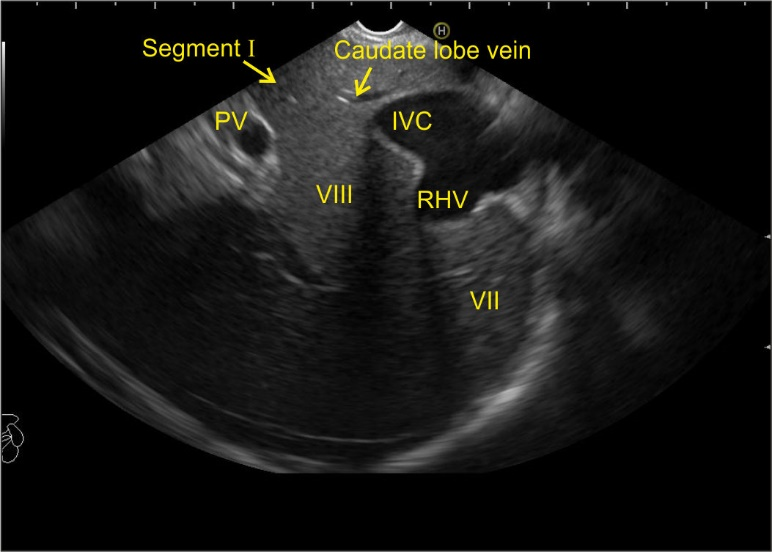 H
Segment I
Caudate lobe vein
PV
IVC
VIII
RHV
VII